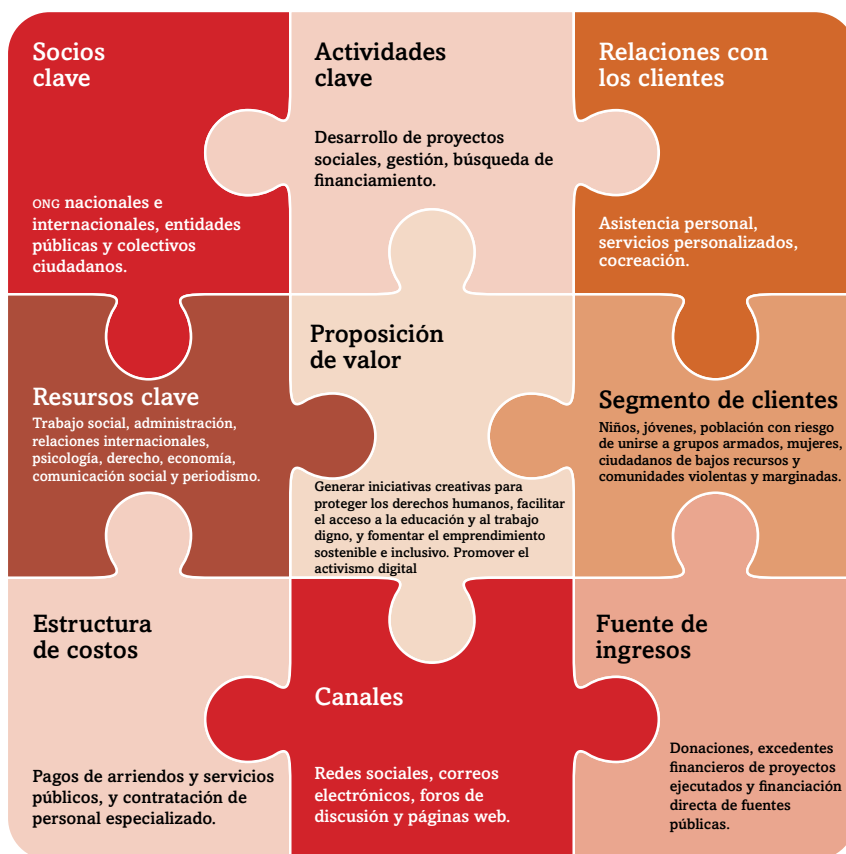 Socios
clave
ONG nacionales e
internacionales, entidades
públicas y colectivos
ciudadanos.
Actividades
clave
Desarrollo de proyectos
sociales, gestión, búsqueda de
financiamiento.
Relaciones con
los clientes
Asistencia personal,
servicios personalizados,
cocreación.
Resursos clave
Trabajo social, administración,
relaciones internacionales,
psicología, derecho, economía,
comunicación social y periodismo.
Proposición
de valor
Generar iniciativas creativas para
proteger los derechos humanos, facilitar
el acceso a la educación y al trabajo
digno, y fomentar el emprendimiento
sostenible e inclusivo. Promover el
activismo digital
Segmento de clientes
Niños, jóvenes, población con riesgo
de unirse a grupos armados, mujeres,
ciudadanos de bajos recursos y
comunidades violentas y marginadas.
Estructura
de costos
Pagos de arriendos y servicios
públicos, y contratación de
personal especializado.
Canales
Redes sociales, correos
electrónicos, foros de
discusión y páginas web.
Fuente de
ingresos
Donaciones, excedentes
financieros de proyectos
ejecutados y financiación
directa de fuentes
públicas.